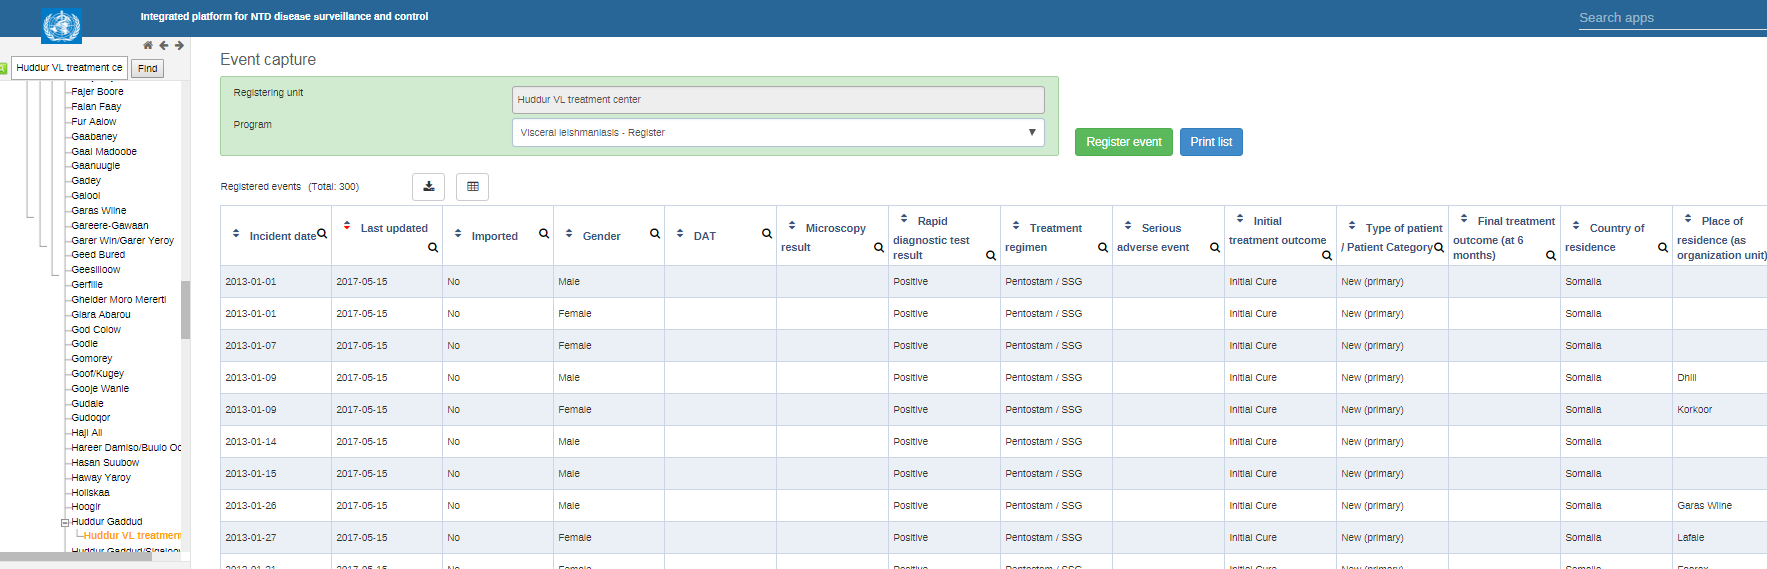 Integrated platform for NTD disease surveillance and control
Search apps
Huddur VL treatment ce
Find
Fajer Boore
Falan Faay
Fur Aalow
Gaabaney
Gaal Madoobe
Gaanuugle
Gadey
Galool
Garas Wiine
Gareere-Gawaan
Garer Win/Garer Yeroy
Geed Bured
Geesilloow
Gerfille
Ghelder Moro Mererti
Giara Abarou
God Colow
Godle
Gomorey
Goof/Kugey
Gooje Wanle
Gudale
Gudoqor
Haji Ali
Hareer Damiso/Buulo Oc
Hasan Suubow
Haway Yaroy
Holiskaa
Hoogir
Huddur Gaddud
Huddur VL treatment
Huddur Gaddud/Sigaloow
Event capture
Registering unit
Huddur VL treatment center
Program
Visceral leishmaniasis - Register
Register event
Print list
Registered events (Total: 300)
Incident date Last updated Imported Gender DAT Microscopy result Rapid diagnostic test result Treatment regimen Serious adverse event Initial treatment outcome Type of patient / Patient Category Final treatment outcome (at 6 months) Country of residence Place of residence (as organization unit)
2013-01-01 2017-05-15 No Male Positive Pentostam / SSG Initial Cure New (primary) Somalia
2013-01-01 2017-05-15 No Female Positive Pentostam / SSG Initial Cure New (primary) Somalia
2013-01-07 2017-05-15 No Female Positive Pentostam / SSG Initial Cure New (primary) Somalia
2013-01-09 2017-05-15 No Male Positive Pentostam / SSG Initial Cure New (primary) Somalia Dhill
2013-01-09 2017-05-15 No Female Positive Pentostam / SSG Initial Cure New (primary) Somalia Korkoor
2013-01-14 2017-05-15 No Male Positive Pentostam / SSG Initial Cure New (primary) Somalia
2013-01-15 2017-05-15 No Male Positive Pentostam / SSG Initial Cure New (primary) Somalia
2013-01-26 2017-05-15 No Male Positive Pentostam / SSG Initial Cure New (primary) Somalia Garas Wiine
2013-01-27 2017-05-15 No Female Positive Pentostam / SSG Initial Cure New (primary) Somalia Lafale
2013-01-31 2017-05-15 No Female Positive Pentostam / SSG Initial Cure New (primary) Somalia